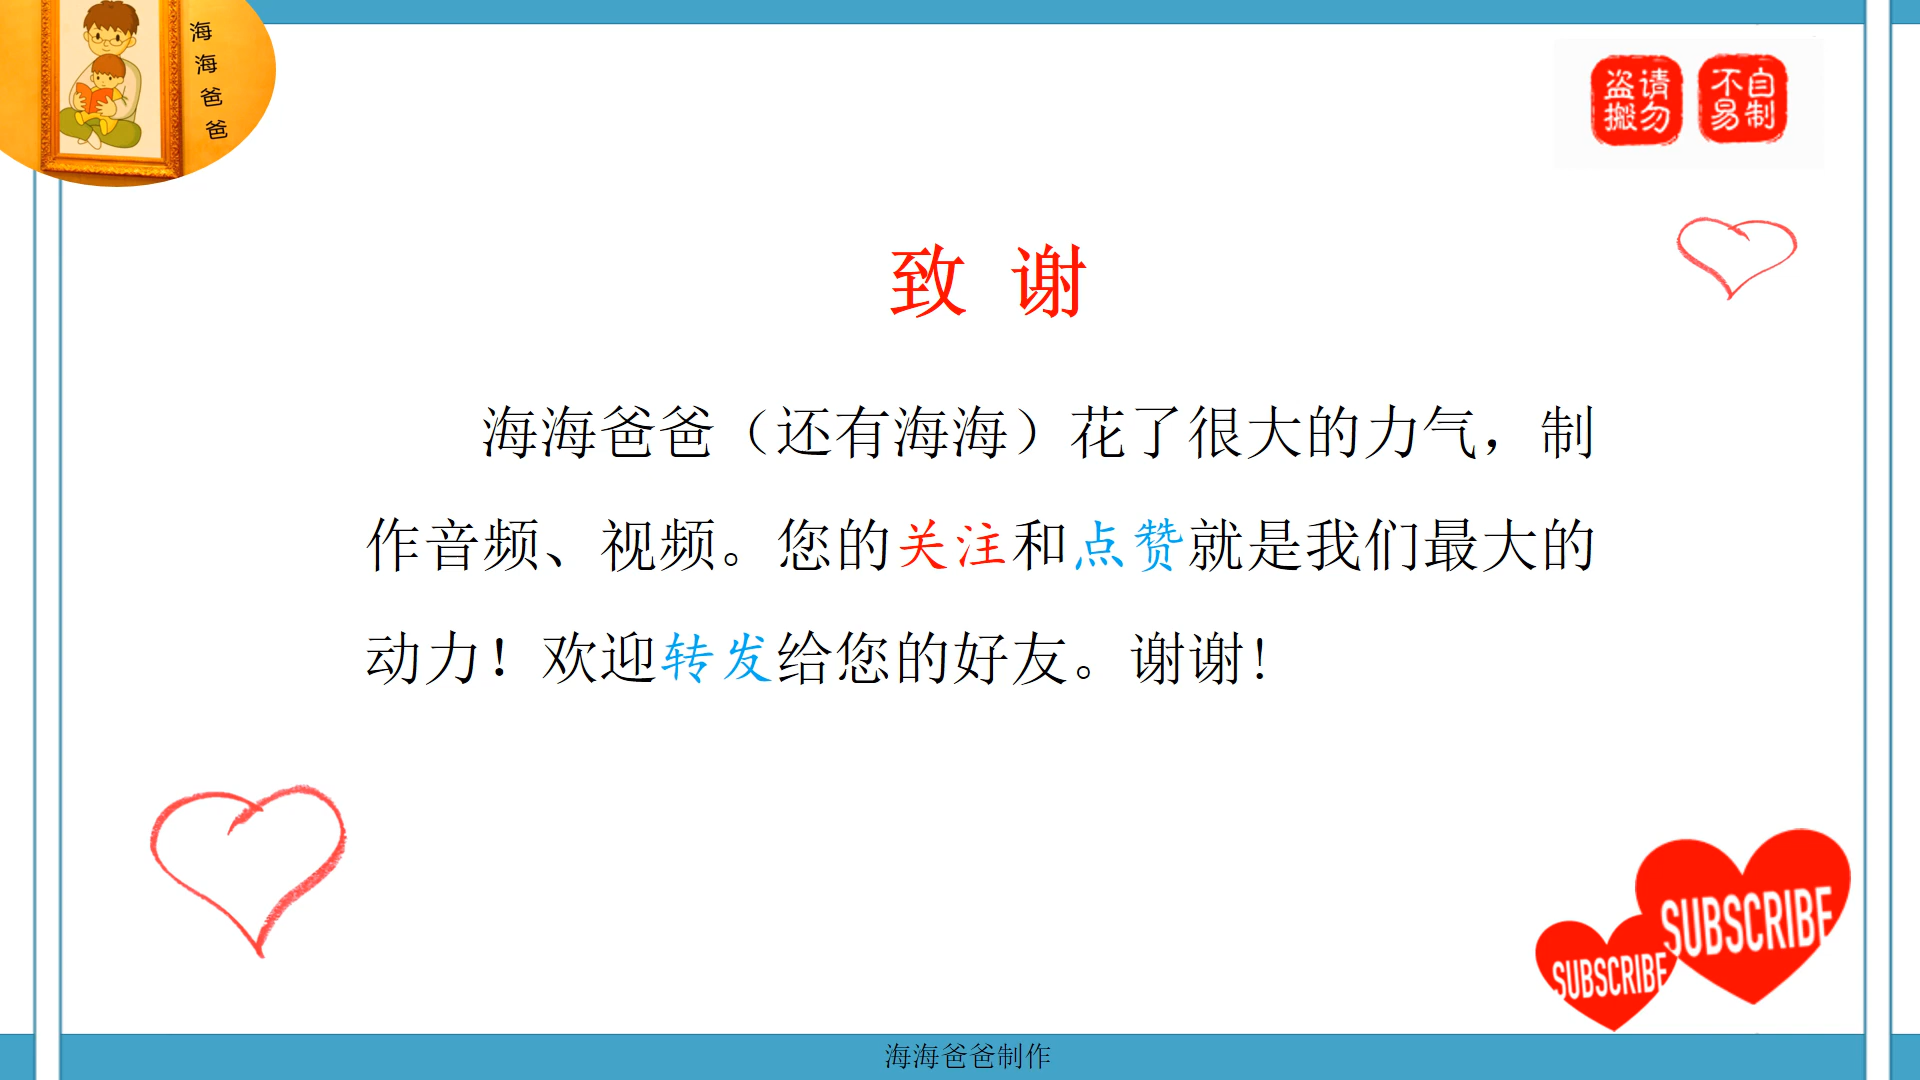 海海爸爸
请勿盗搬
自制不易
致 谢
海海爸爸（还有海海）花了很大的力气，制
作音频、视频。您的关注和点赞就是我们最大的
动力！欢迎转发给您的好友。谢谢!
SUBSCRIBE
SUBSCRIBE
海海爸爸制作